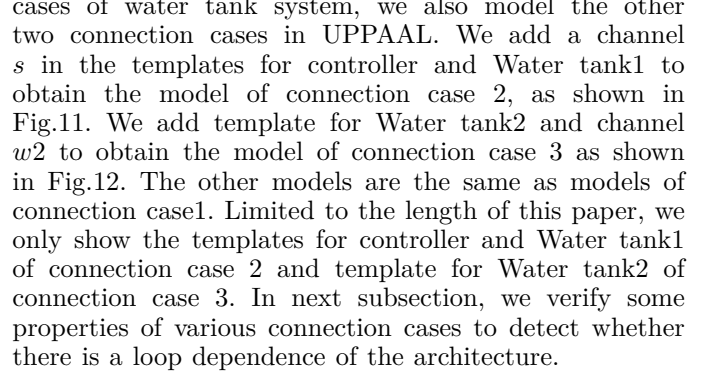 cases of water tank system, we also model the other
two connection cases in UPPAAL. We add a channel
s in the templates for controller and Water tank1 to
obtain the model of connection case 2, as shown in
Fig.11. We add template for Water tank2 and channel
w2 to obtain the model of connection case 3 as shown
in Fig.12. The other models are the same as models of
connection case1. Limited to the length of this paper, we
only show the templates for controller and Water tank1
of connection case 2 and template for Water tank2 of
connection case 3. In next subsection, we verify some
properties of various connection cases to detect whether
there is a loop dependence of the architecture.